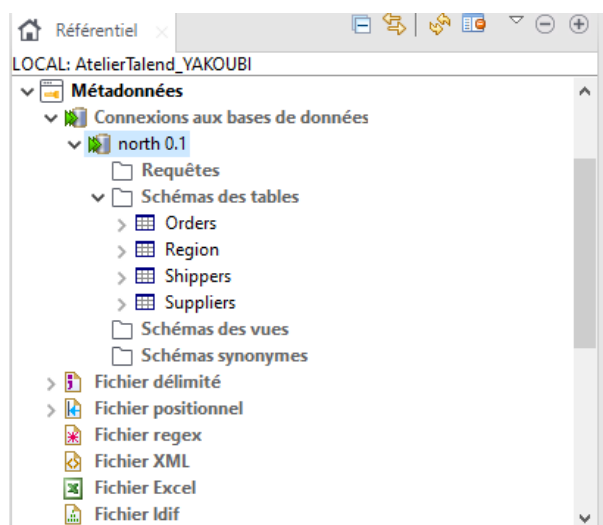 Référentiel
LOCAL: AtelierTalend_YAKOUBI
Métadonnées
Connexions aux bases de données
north 0.1
Requêtes
Schémas des tables
Orders
Region
Shippers
Suppliers
Schémas des vues
Schémas synonymes
Fichier délimité
Fichier positionnel
Fichier regex
Fichier XML
Fichier Excel
Fichier ldif